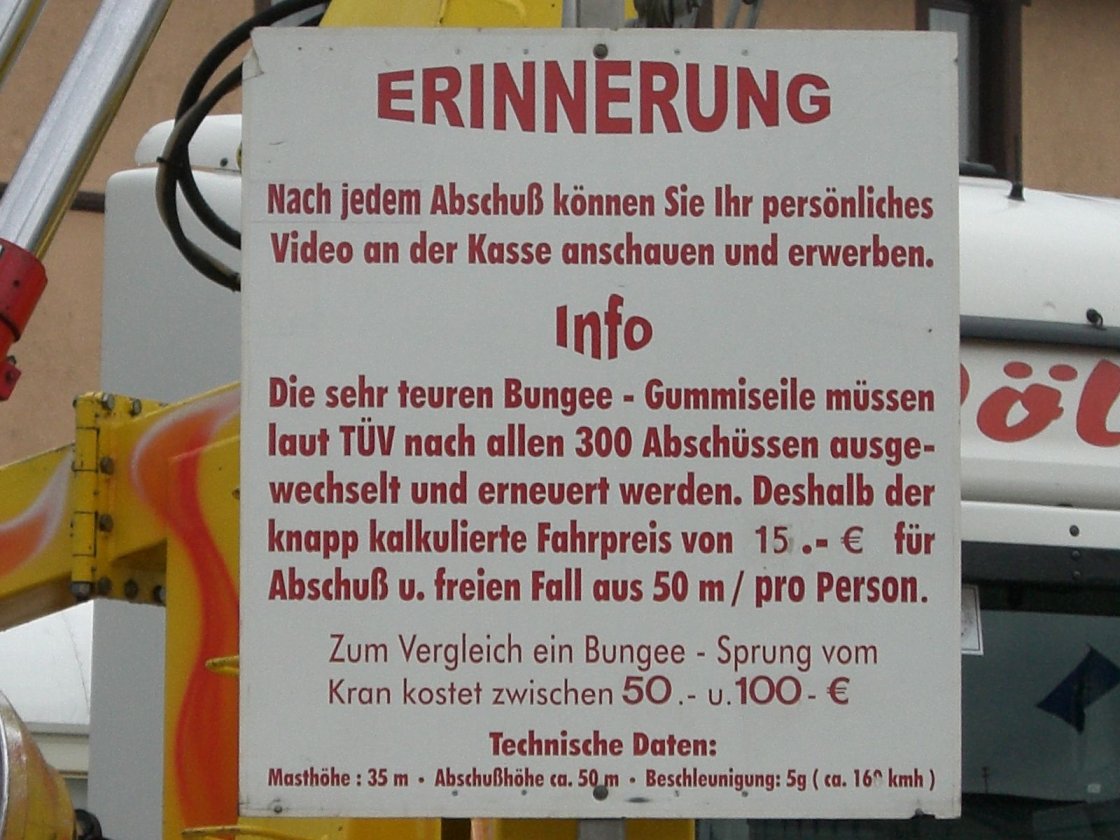 ERINNERUNG
Nach jedem Abschuß können Sie Ihr persönliches
Video an der Kasse anschauen und erwerben.
Info
Die sehr teuren Bungee - Gummiseile müssen
laut TÜV nach allen 300 Abschüssen ausge-
wechselt und erneuert werden. Deshalb der
knapp kalkulierte Fahrpreis von 15.- € für
Abschuß u. freien Fall aus 50 m / pro Person.
Zum Vergleich ein Bungee - Sprung vom
Kran kostet zwischen 50.- u.100- €
Technische Daten:
Masthöhe : 35 m • Abschußhöhe ca. 50 m • Beschleunigung: 5g ( ca. 160 kmh )